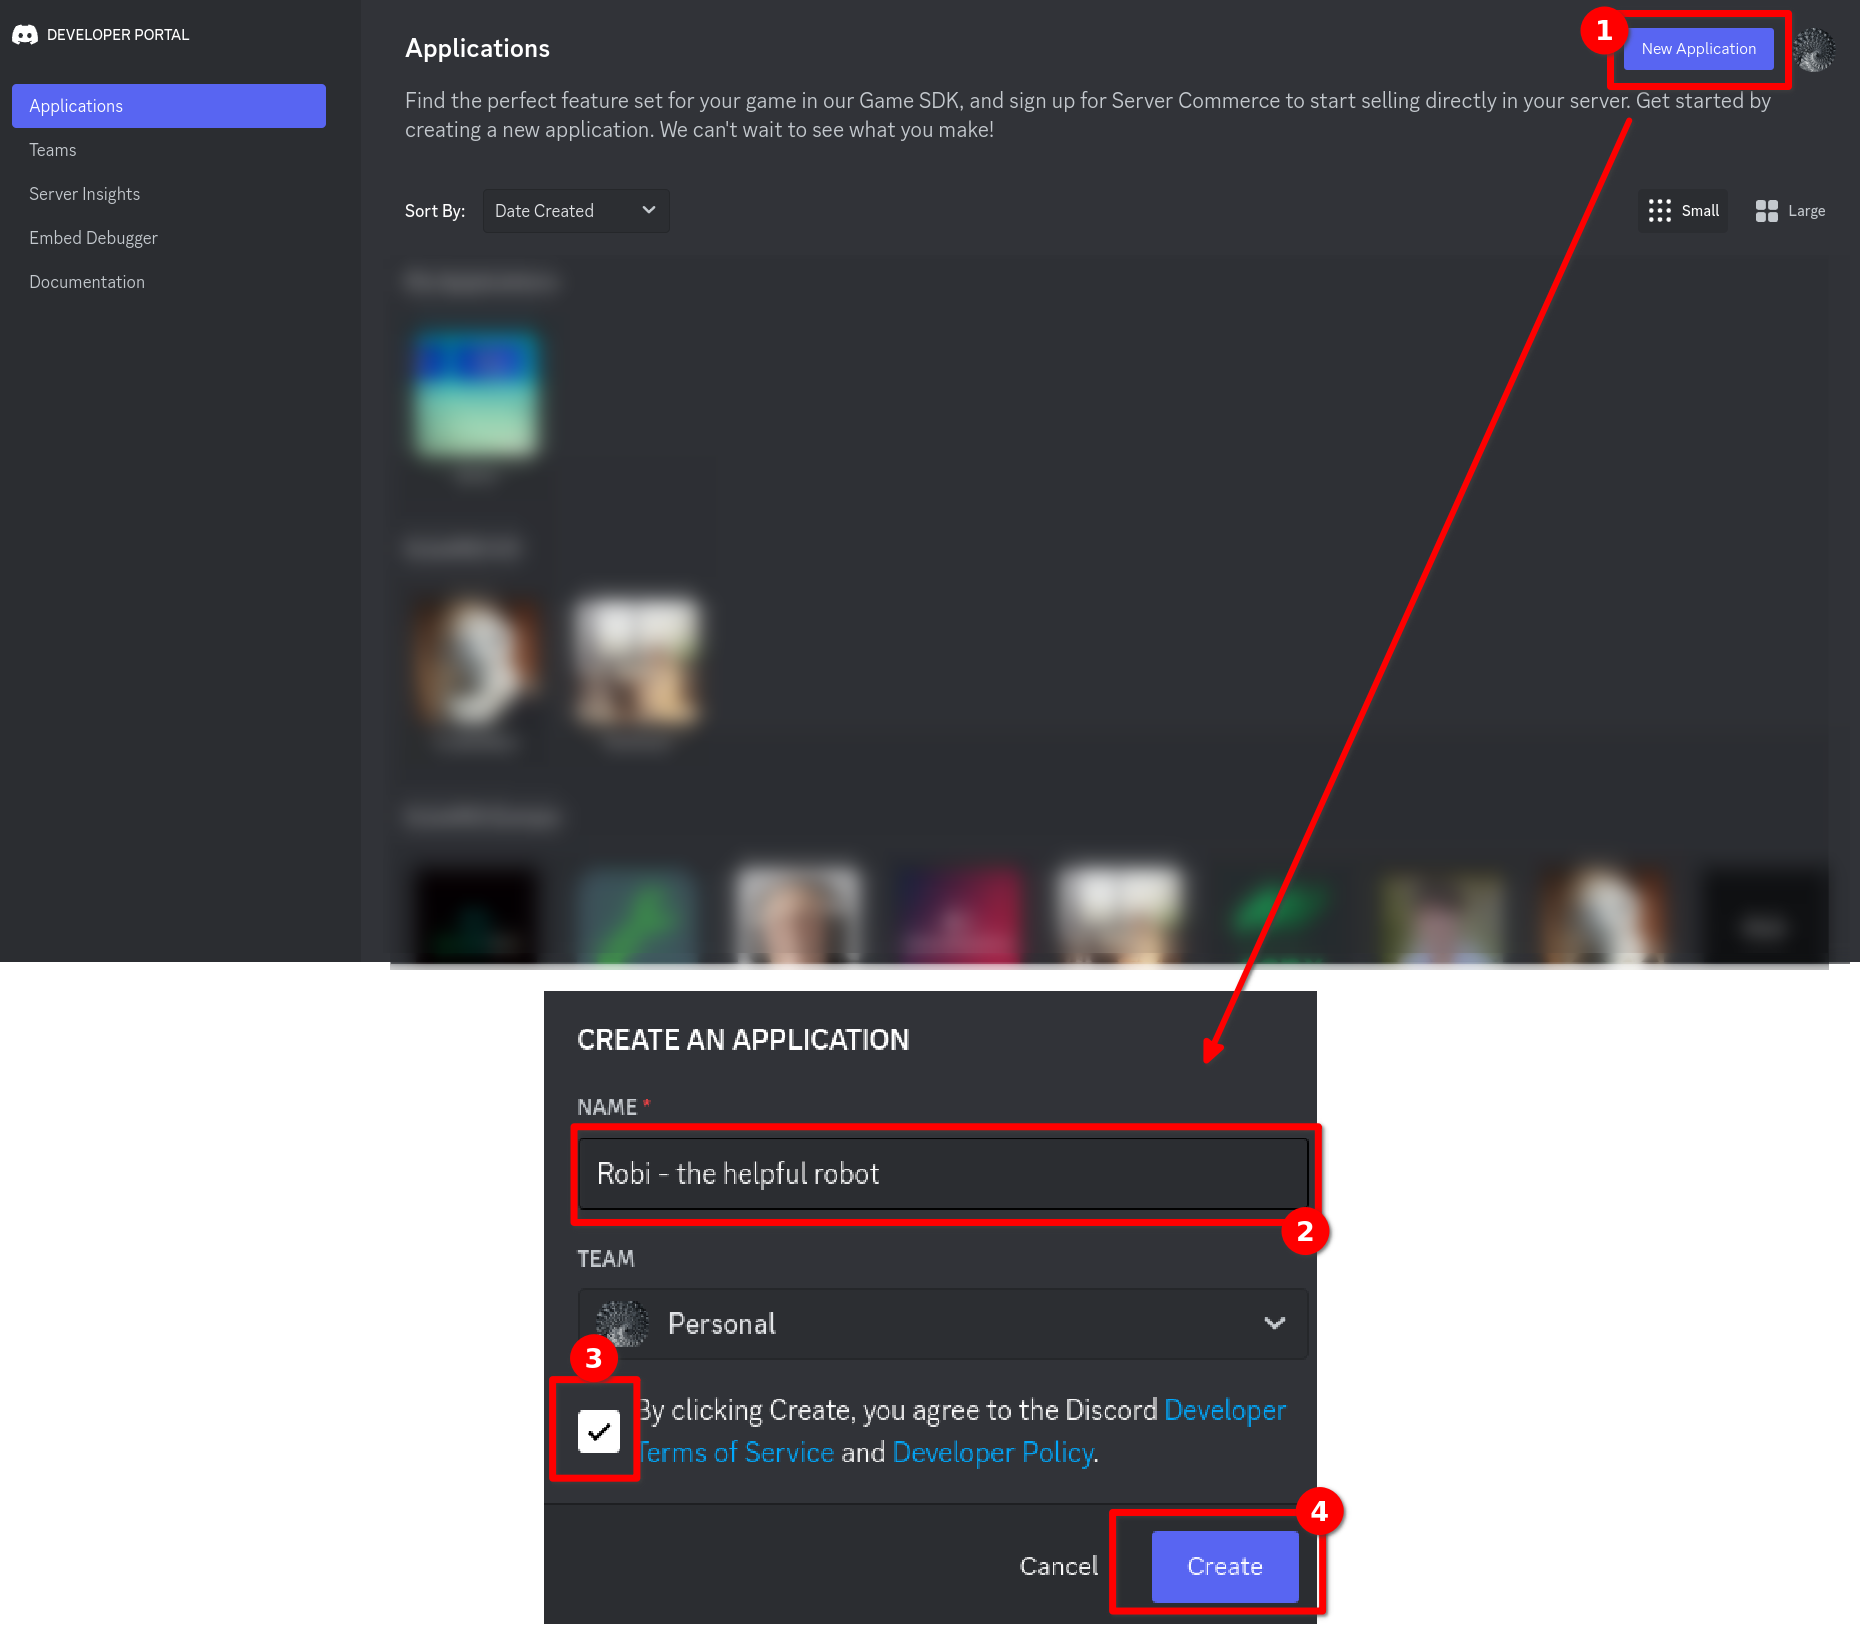 DEVELOPER PORTAL
Applications
Teams
Server Insights
Embed Debugger
Documentation
Applications
1
New Application
Find the perfect feature set for your game in our Game SDK, and sign up for Server Commerce to start selling directly in your server. Get started by
creating a new application. We can't wait to see what you make!
Sort By:
Date Created
Small
Large
CREATE AN APPLICATION
NAME *
Robi - the helpful robot
2
TEAM
Personal
3
By clicking Create, you agree to the Discord Developer
Terms of Service and Developer Policy.
4
Cancel
Create